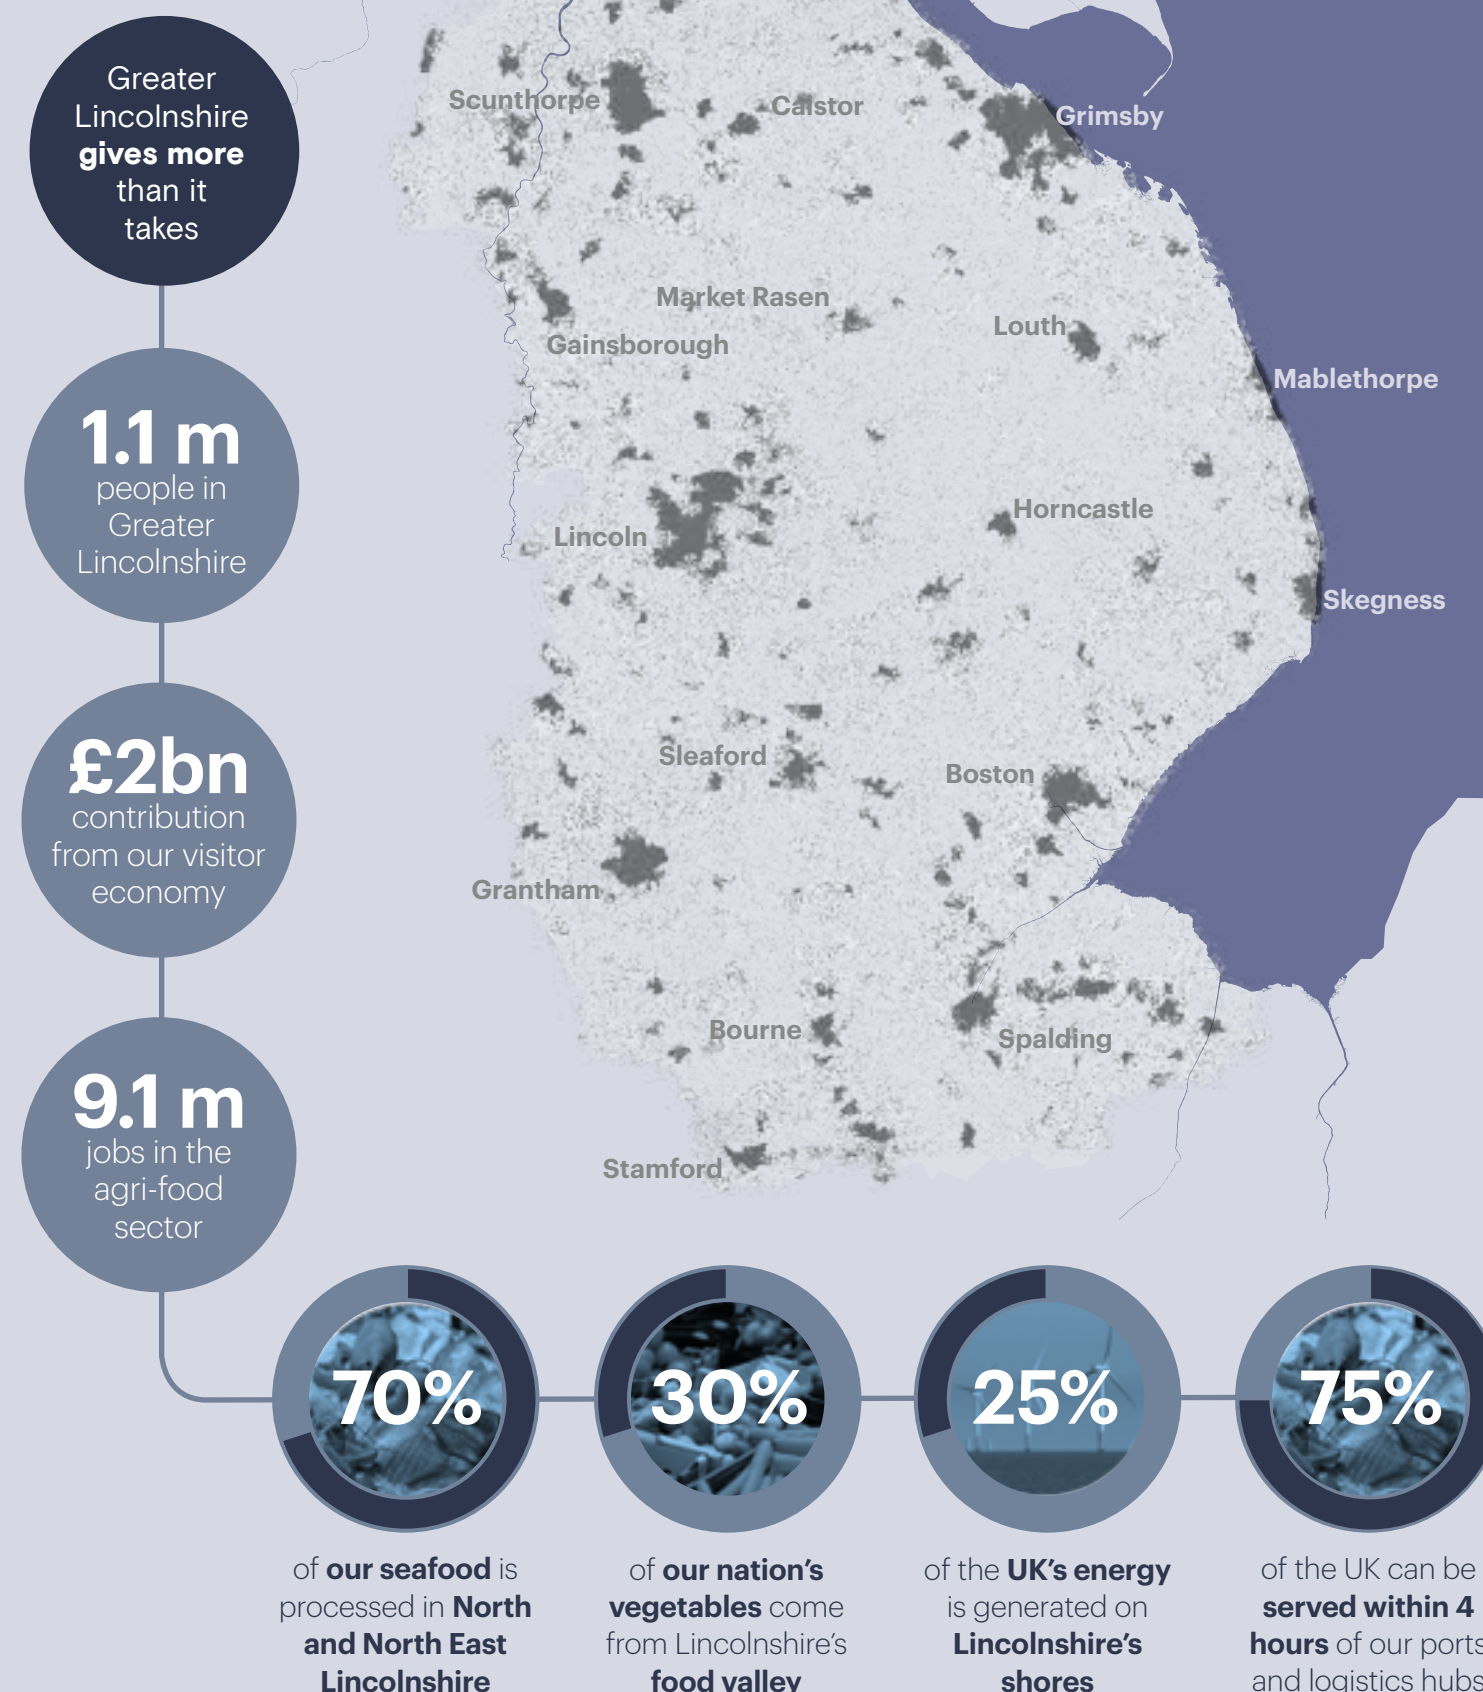 Greater
Lincolnshire
gives more
than it
takes
1.1 m
people in
Greater
Lincolnshire
£2bn
contribution
from our visitor
economy
9.1 m
jobs in the
agri-food
sector
Scunthorpe
Caistor
Grimsby
Market Rasen
Gainsborough
Louth
Mablethorpe
Horncastle
Lincoln
Skegness
Sleaford
Boston
Grantham
Bourne
Spalding
Stamford
70%
of our seafood is
processed in North
and North East
Lincolnshire
30%
of our nation's
vegetables come
from Lincolnshire's
food valley
25%
of the UK's energy
is generated on
Lincolnshire's
shores
75%
of the UK can be
served within 4
hours of our ports
and logistics hubs